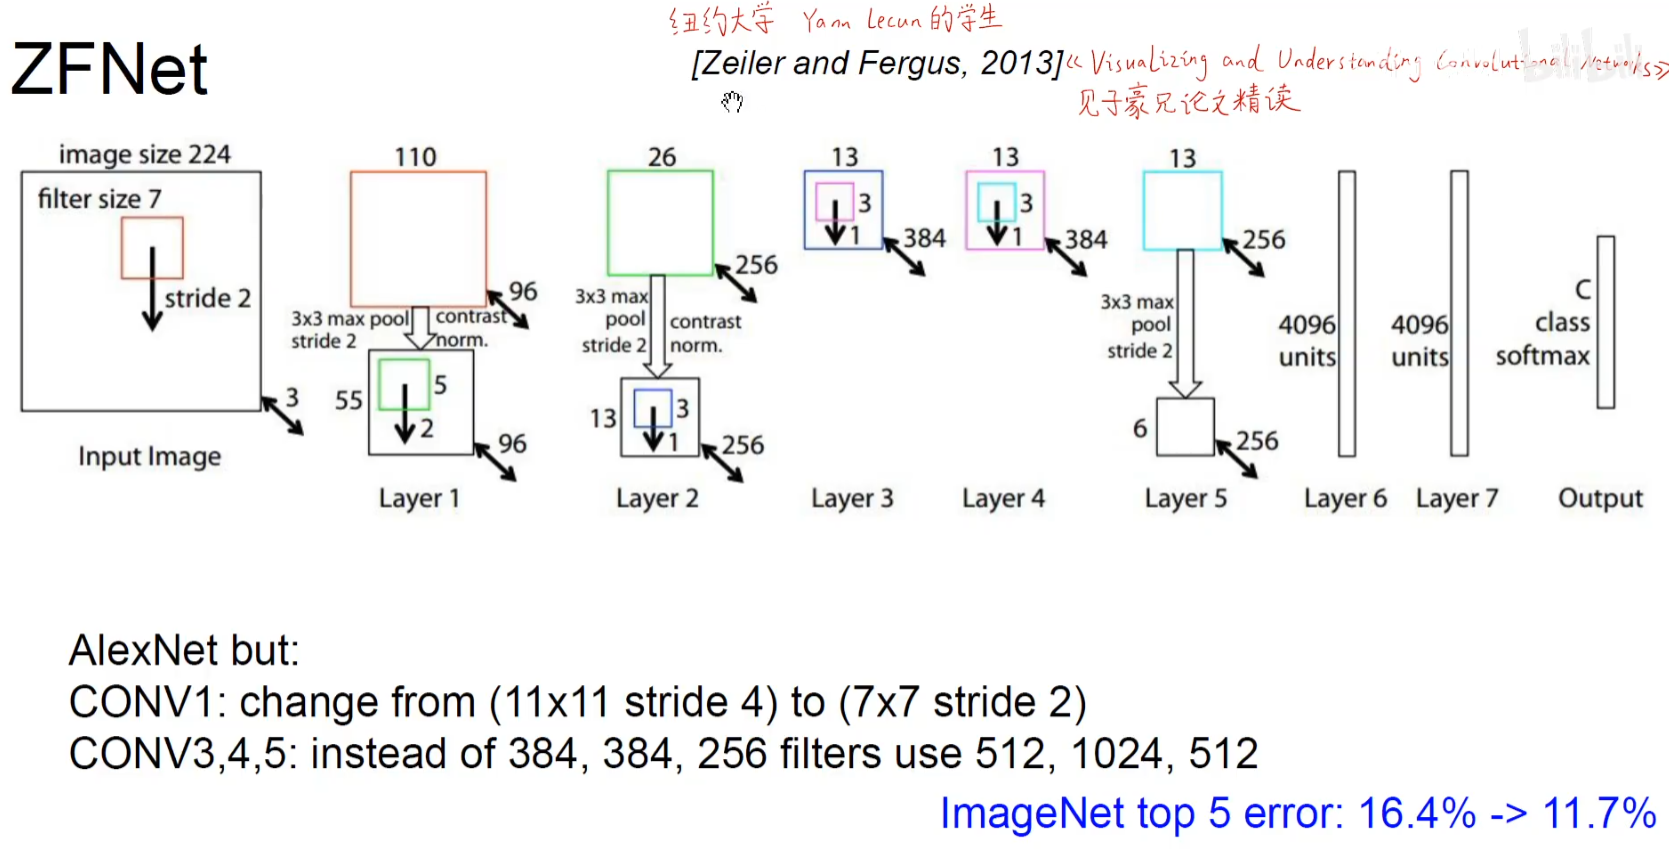 纽约大学 Yann Lecun 的学生
ZFNet
[Zeiler and Fergus, 2013]《Visualizing and Understanding Convolutional Networks》
见子豪兄论文精读
bilibili
image size 224
filter size 7
stride 2
3
Input Image
110
96
3x3 max pool
stride 2
contrast
norm.
55
5
2
96
Layer 1
26
256
3x3 max
pool
stride 2
contrast
norm.
13
3
1
256
Layer 2
13
3
1
384
Layer 3
13
3
1
384
Layer 4
13
256
3x3 max
pool
stride 2
6
256
Layer 5
4096
units
Layer 6
4096
units
Layer 7
C
class
softmax
Output
AlexNet but:
CONV1: change from (11x11 stride 4) to (7x7 stride 2)
CONV3,4,5: instead of 384, 384, 256 filters use 512, 1024, 512
ImageNet top 5 error: 16.4% -> 11.7%